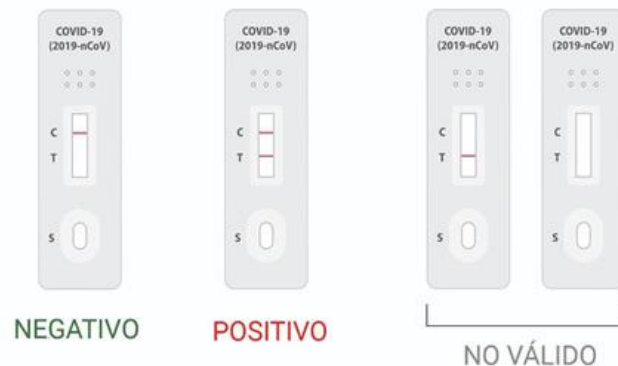 COVID-19
(2019-nCoV)
C
T
S
NEGATIVO
COVID-19
(2019-nCoV)
C
T
S
POSITIVO
COVID-19
(2019-nCoV)
C
T
S
COVID-19
(2019-nCoV)
C
T
S
NO VÁLIDO